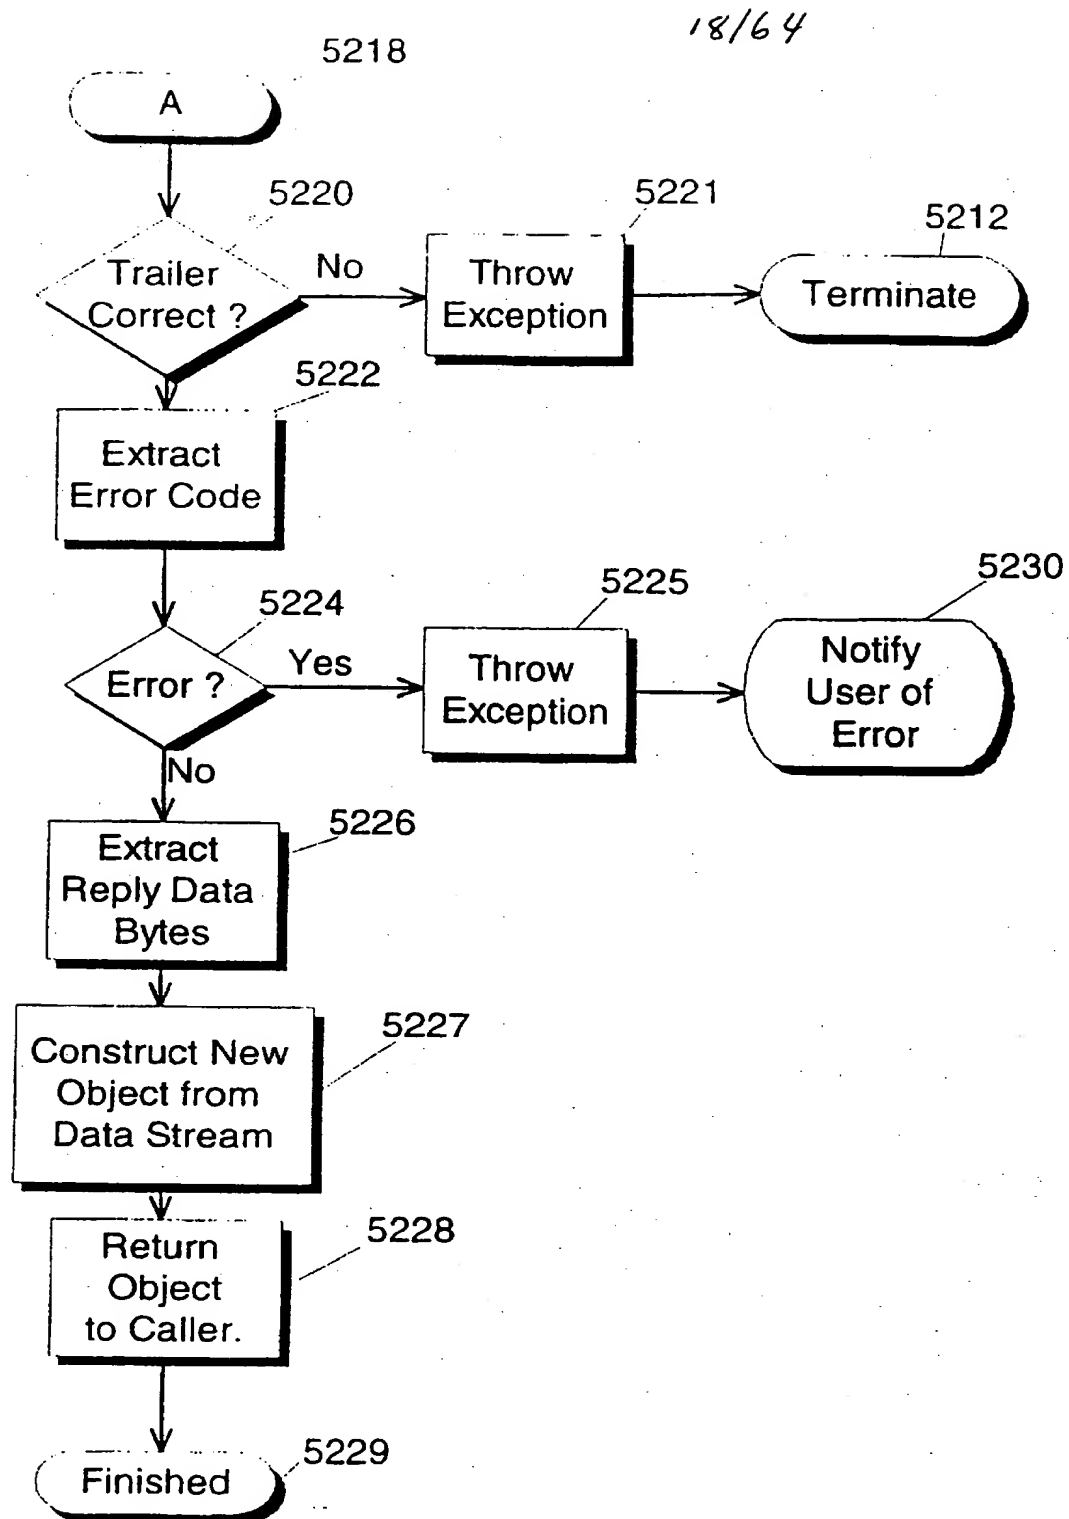 18/64
5218
A
5220
5221
5212
Trailer
Correct ?
No
Throw
Exception
Terminate
5222
Extract
Error Code
5224
5225
5230
Error ?
Yes
Throw
Exception
Notify
User of
Error
No
5226
Extract
Reply Data
Bytes
5227
Construct New
Object from
Data Stream
5228
Return
Object
to Caller.
5229
Finished